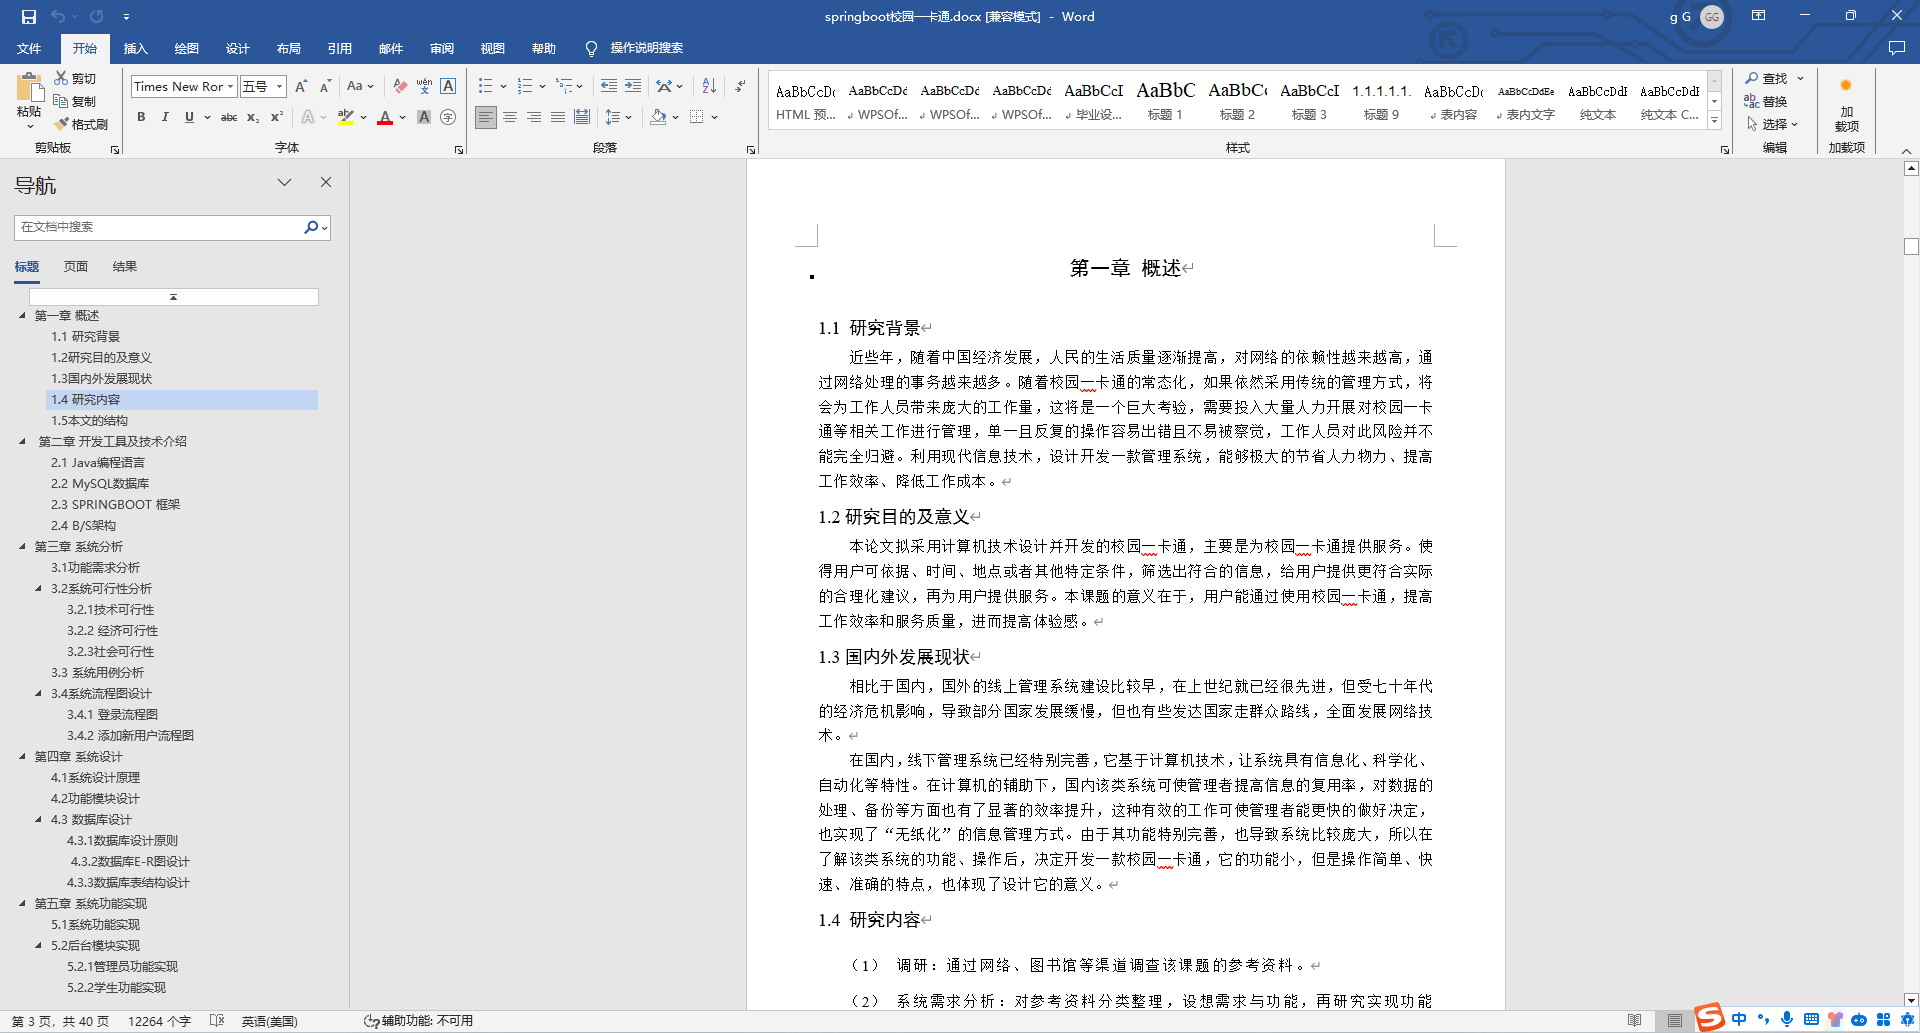 springboot校园一卡通.docx [兼容模式] - Word
g G
GG
文件 开始 插入 绘图 设计 布局 引用 邮件 审阅 视图 帮助 操作说明搜索
粘贴
剪切
复制
格式刷
剪贴板
Times New Ror 五号
字体
段落
AaBbCcDc AaBbCcDd AaBbCcDd AaBbCcDd AaBbCcI AaBbC AaBbC AaBbCcI 1.1.1.1.1. AaBbCcDc AaBbCcDdEe AaBbCcDdI AaBbCcDdI
HTML 预... WPSOf... WPSOf... WPSOf... 毕业设... 标题 1 标题 2 标题 3 标题 9 表内容 表内文字 纯文本 纯文本 C...
样式
查找
替换
选择
编辑
加
载项
加载项
导航
在文档中搜索
标题 页面 结果
第一章 概述
1.1 研究背景
1.2研究目的及意义
1.3国内外发展现状
1.4 研究内容
1.5本文的结构
第二章 开发工具及技术介绍
2.1 Java编程语言
2.2 MySQL数据库
2.3 SPRINGBOOT 框架
2.4 B/S架构
第三章 系统分析
3.1功能需求分析
3.2系统可行性分析
3.2.1技术可行性
3.2.2 经济可行性
3.2.3社会可行性
3.3 系统用例分析
3.4系统流程图设计
3.4.1 登录流程图
3.4.2 添加新用户流程图
第四章 系统设计
4.1系统设计原理
4.2功能模块设计
4.3 数据库设计
4.3.1数据库设计原则
4.3.2数据库E-R图设计
4.3.3数据库表结构设计
第五章 系统功能实现
5.1系统功能实现
5.2后台模块实现
5.2.1管理员功能实现
5.2.2学生功能实现
第一章 概述
1.1 研究背景
近些年，随着中国经济发展，人民的生活质量逐渐提高，对网络的依赖性越来越高，通
过网络处理的事务越来越多。随着校园一卡通的常态化，如果依然采用传统的管理方式，将
会为工作人员带来庞大的工作量，这将是一个巨大考验，需要投入大量人力开展对校园一卡
通等相关工作进行管理，单一且反复的操作容易出错且不易被察觉，工作人员对此风险并不
能完全归避。利用现代信息技术，设计开发一款管理系统，能够极大的节省人力物力、提高
工作效率、降低工作成本。
1.2 研究目的及意义
本论文拟采用计算机技术设计并开发的校园一卡通，主要是为校园一卡通提供服务。使
得用户可依据、时间、地点或者其他特定条件，筛选出符合的信息，给用户提供更符合实际
的合理化建议，再为用户提供服务。本课题的意义在于，用户能通过使用校园一卡通，提高
工作效率和服务质量，进而提高体验感。
1.3 国内外发展现状
相比于国内，国外的线上管理系统建设比较早，在上世纪就已经很先进，但受七十年代
的经济危机影响，导致部分国家发展缓慢，但也有些发达国家走群众路线，全面发展网络技
术。
在国内，线下管理系统已经特别完善，它基于计算机技术，让系统具有信息化、科学化、
自动化等特性。在计算机的辅助下，国内该类系统可使管理者提高信息的复用率，对数据的
处理、备份等方面也有了显著的效率提升，这种有效的工作可使管理者能更快的做好决定，
也实现了“无纸化”的信息管理方式。由于其功能特别完善，也导致系统比较庞大，所以在
了解该类系统的功能、操作后，决定开发一款校园一卡通，它的功能小，但是操作简单、快
速、准确的特点，也体现了设计它的意义。
1.4 研究内容
（1） 调研：通过网络、图书馆等渠道调查该课题的参考资料。
（2） 系统需求分析：对参考资料分类整理，设想需求与功能，再研究实现功能
第 3 页，共 40 页 12264 个字 英语(美国) 辅助功能: 不可用
中